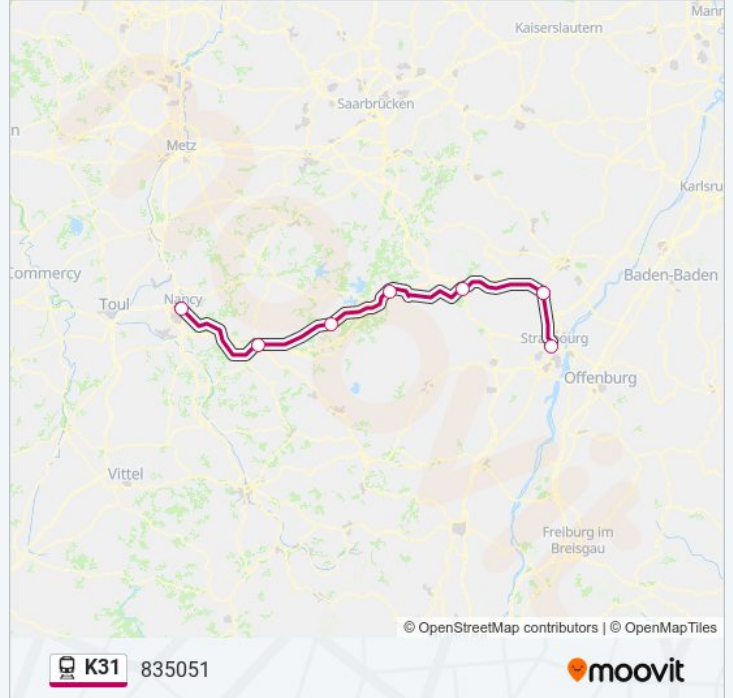 Mann
Kaiserslautern
Saarbrücken
n
Metz
Karlsru
Commercy
Baden-Baden
Toul
Nancy
Strasbourg
Offenburg
Vittel
Freiburg im
Breisgau
© OpenStreetMap contributors | © OpenMapTiles
K31 835051 moovit